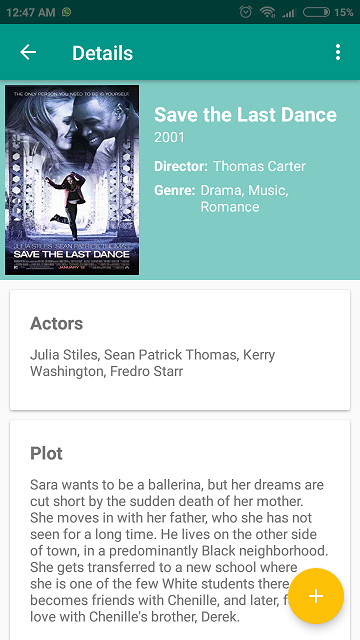 12:47 AM
15%
Details
THE ONLY PERSON YOU NEED TO BE IS YOURSELF.
JULIA STILES SEAN PATRICK THOMAS
SAVE THE LAST DANCE
JANUARY 12
Save the Last Dance
2001
Director: Thomas Carter
Genre: Drama, Music,
Romance
Actors
Julia Stiles, Sean Patrick Thomas, Kerry
Washington, Fredro Starr
Plot
Sara wants to be a ballerina, but her dreams are
cut short by the sudden death of her mother.
She moves in with her father, who she has not
seen for a long time. He lives on the other side
of town, in a predominantly Black neighborhood.
She gets transferred to a new school where
she is one of the few White students there
becomes friends with Chenille, and later,
love with Chenille's brother, Derek.